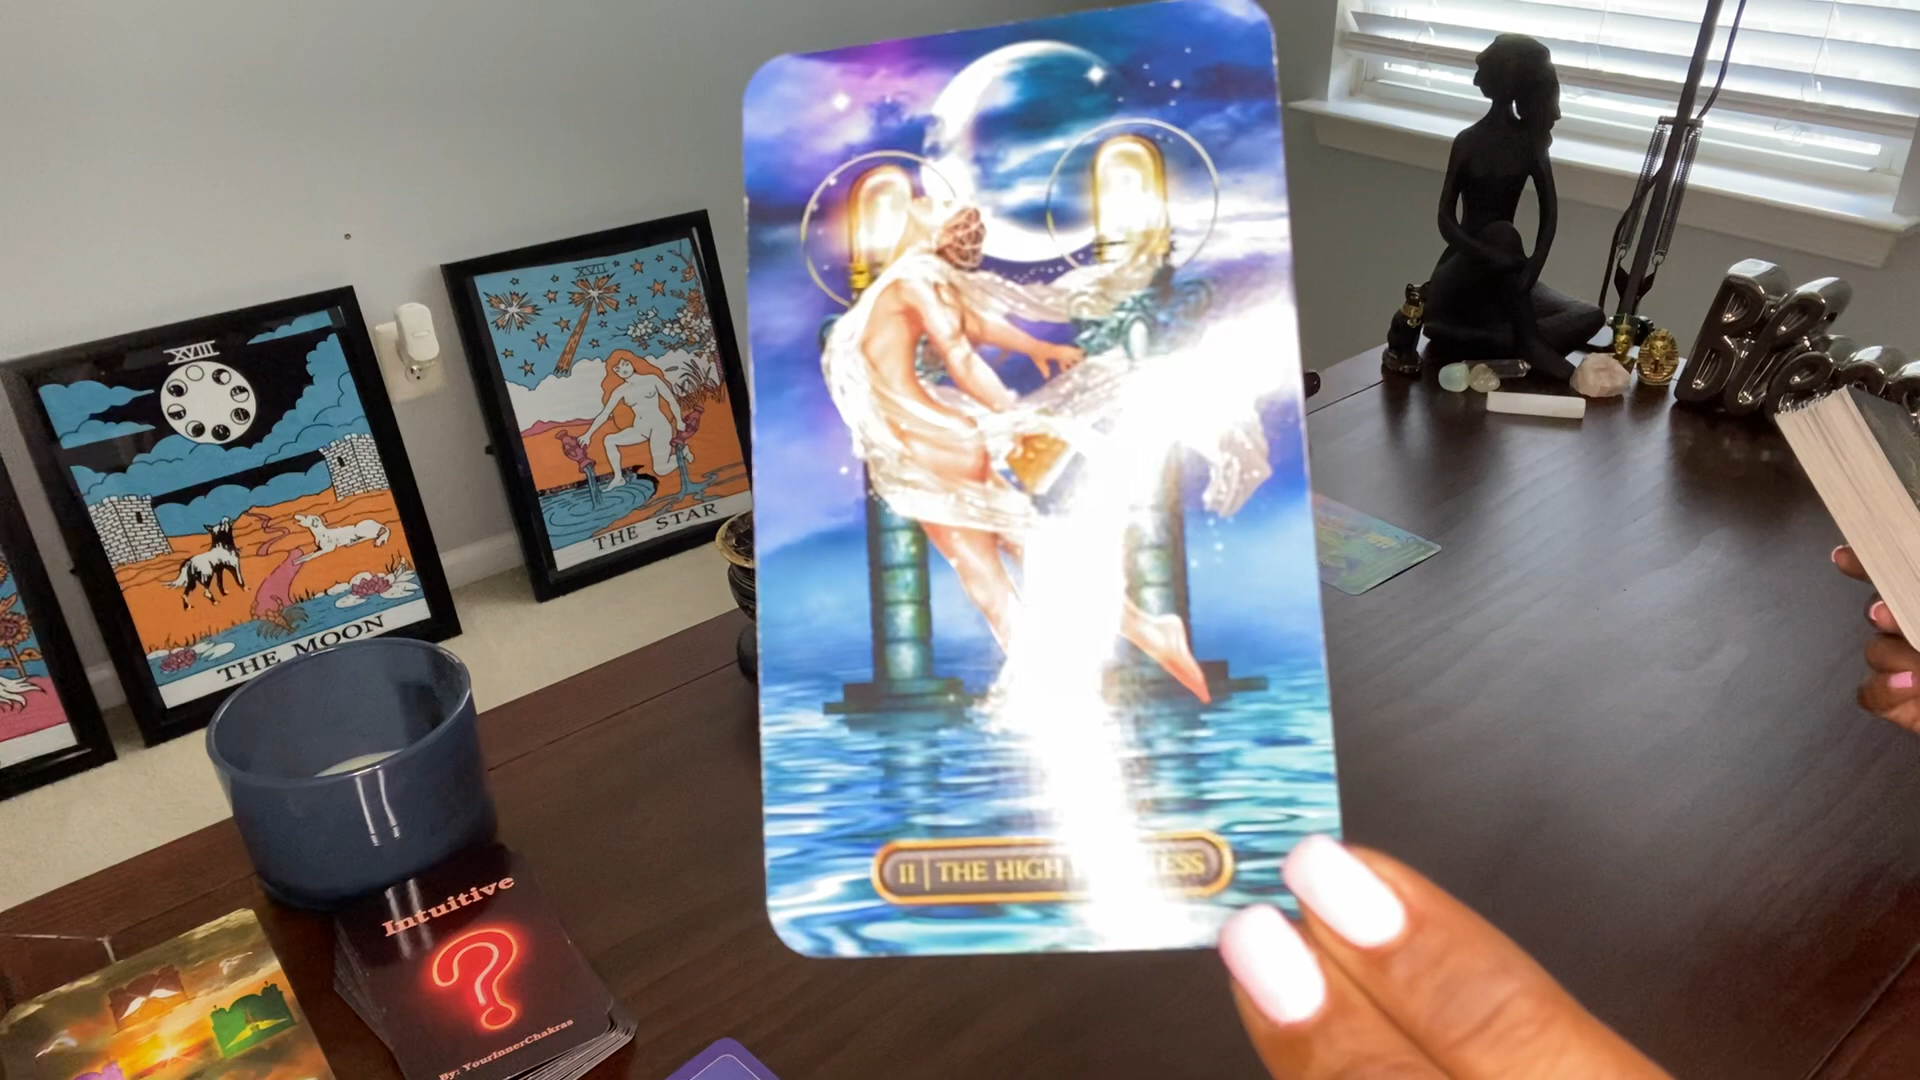 XVII
THE STAR
XVIII
THE MOON
II | THE HIGH
Intuitive
?
By: YourInnerChakras